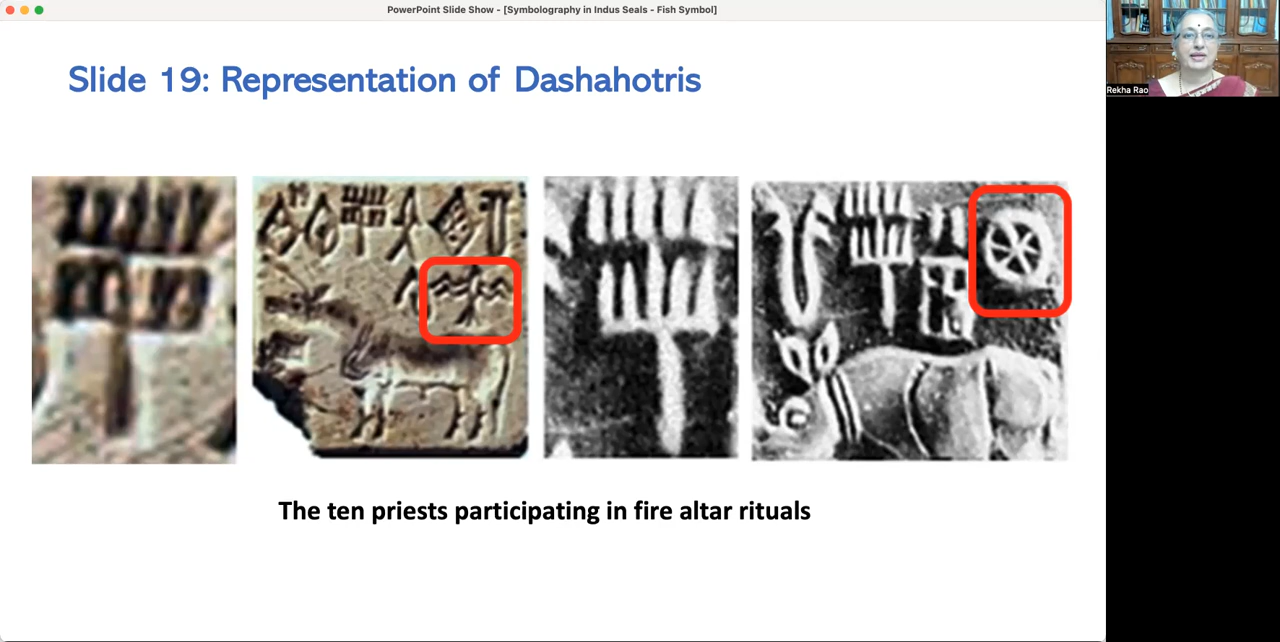 PowerPoint Slide Show - [Symbolography in Indus Seals - Fish Symbol]
Slide 19: Representation of Dashahotris
Rekha Rao
The ten priests participating in fire altar rituals